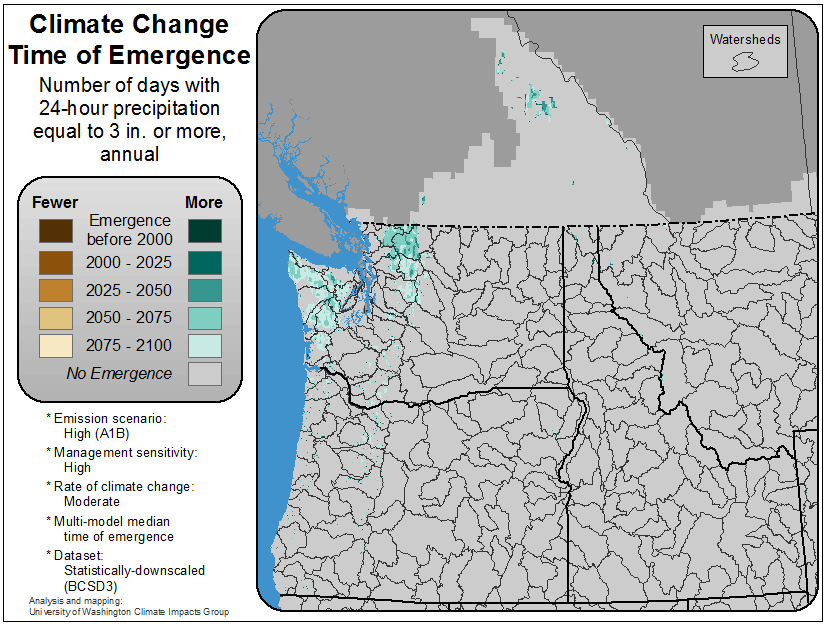 Climate Change
Time of Emergence
Number of days with
24-hour precipitation
equal to 3 in. or more,
annual
Fewer More
Emergence
before 2000
2000 - 2025
2025 - 2050
2050 - 2075
2075 - 2100
No Emergence
* Emission scenario:
High (A1B)
* Management sensitivity:
High
* Rate of climate change:
Moderate
* Multi-model median
time of emergence
* Dataset:
Statistically-downscaled
(BCSD3)
Analysis and mapping:
University of Washington Climate Impacts Group
Watersheds